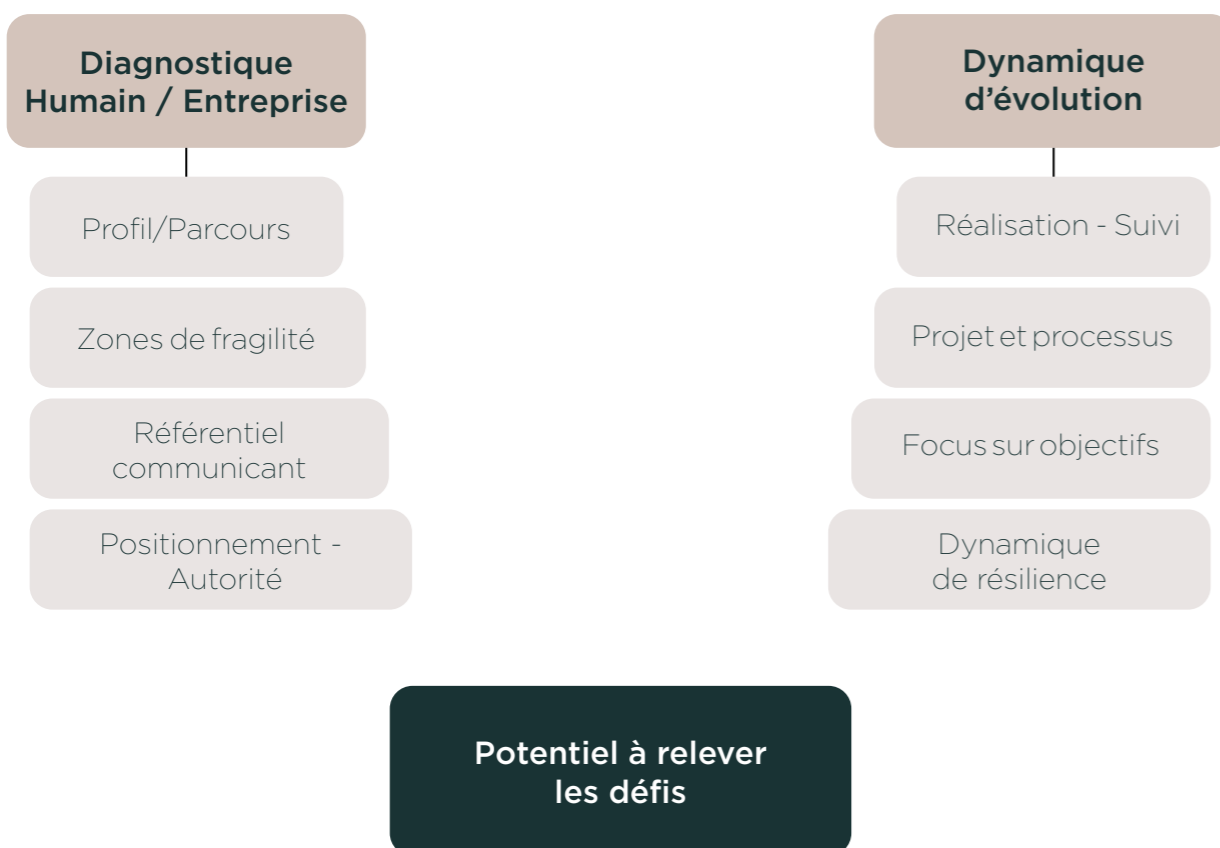 Diagnostique
Humain / Entreprise
Profil/Parcours
Zones de fragilité
Référentiel
communicant
Positionnement -
Autorité
Dynamique
d'évolution
Réalisation - Suivi
Projet et processus
Focus sur objectifs
Dynamique
de résilience
Potentiel à relever
les défis